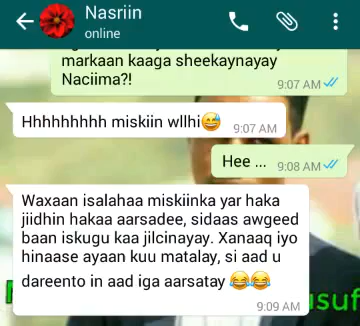 Nasriin
online
markaan kaaga sheekaynayay
Naciima?!
9:07 AM
Hhhhhhhhh miskiin wllhi😅
9:07 AM
Hee ...
9:08 AM
Waxaan isalahaa miskiinka yar haka
jiidhin hakaa aarsadee, sidaas awgeed
baan iskugu kaa jilcinayay. Xanaaq iyo
hinaase ayaan kuu matalay, si aad u
dareento in aad iga aarsatay 😂😂
9:09 AM